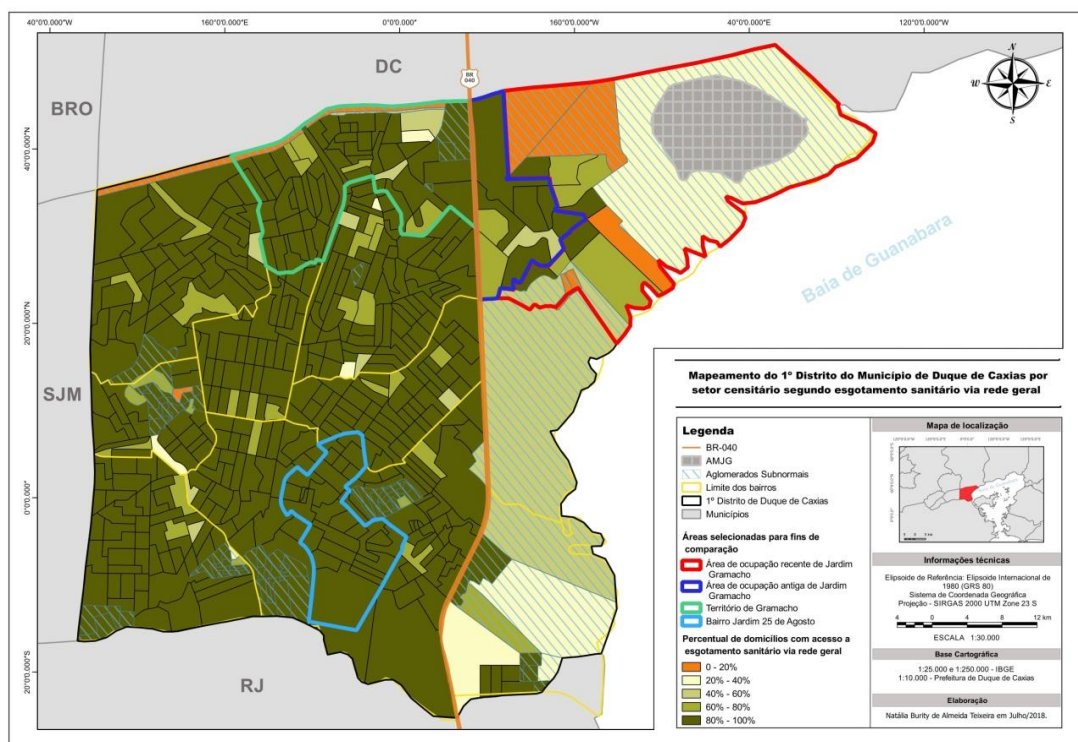 40°0'0.000"W
160°0'0.000"E
0°0'0.000"
160°0'0.000"W
40°0'0.000"E
120°0'0.000"W
40°0'0.000"N
20°0'0.000"N
0°0'0.000"
20°0'0.000"S
DC
BR
040
BRO
SJM
RJ
N
W
E
S
Baía de Guanabara
Mapeamento do 1º Distrito do Município de Duque de Caxias por
setor censitário segundo esgotamento sanitário via rede geral
Legenda
BR-040
AMJG
Aglomerados Subnormais
Limite dos bairros
1º Distrito de Duque de Caxias
Municípios
Áreas selecionadas para fins de
comparação
Área de ocupação recente de Jardim
Gramacho
Área de ocupação antiga de Jardim
Gramacho
Território de Gramacho
Bairro Jardim 25 de Agosto
Percentual de domicílios com acesso a
esgotamento sanitário via rede geral
0 - 20%
20% - 40%
40% - 60%
60% - 80%
80% - 100%
Mapa de localização
Informações técnicas
Elipsoide de Referência: Elipsoide Internacional de
1980 (GRS 80)
Sistema de Coordenada Geográfica
Projeção - SIRGAS 2000 UTM Zone 23 S
4 0 4 8 12 km
ESCALA 1:30.000
Base Cartográfica
1:25.000 e 1:250.000 - IBGE
1:10.000 - Prefeitura de Duque de Caxias
Elaboração
Natália Burity de Almeida Teixeira em Julho/2018.